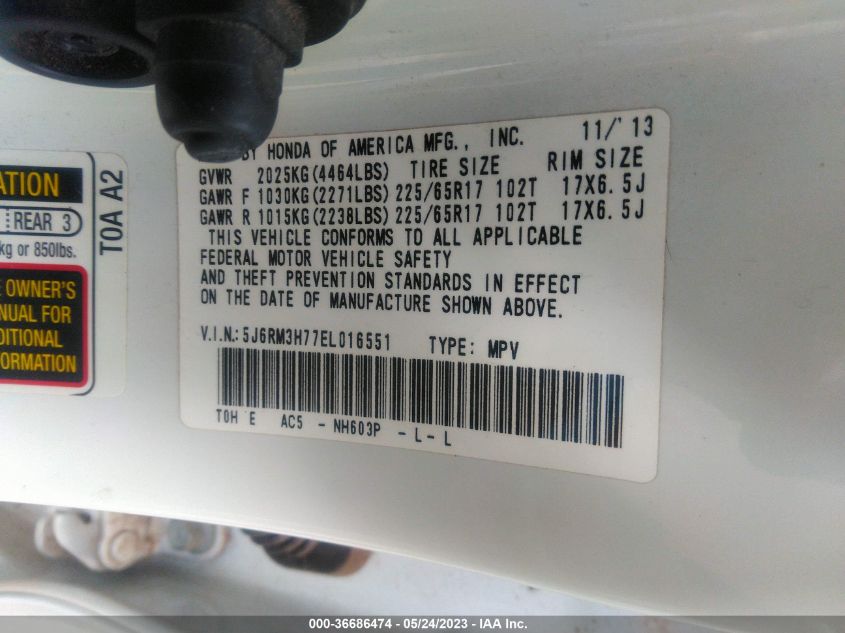 ATION
REAR 3
kg or 850lbs.
E OWNER'S
NUAL FOR
DITIONAL
FORMATION
T0A A2
BY HONDA OF AMERICA MFG., INC. 11/'13
GVWR 2025KG(4464LBS) TIRE SIZE RIM SIZE
GAWR F 1030KG(2271LBS) 225/65R17 102T 17X6.5J
GAWR R 1015KG(2238LBS) 225/65R17 102T 17X6.5J
THIS VEHICLE CONFORMS TO ALL APPLICABLE
FEDERAL MOTOR VEHICLE SAFETY
AND THEFT PREVENTION STANDARDS IN EFFECT
ON THE DATE OF MANUFACTURE SHOWN ABOVE.
V.I.N.:5J6RM3H77EL016551 TYPE: MPV
T0H E AC5 - NH603P - L- L
000-36686474 - 05/24/2023 - IAA Inc.